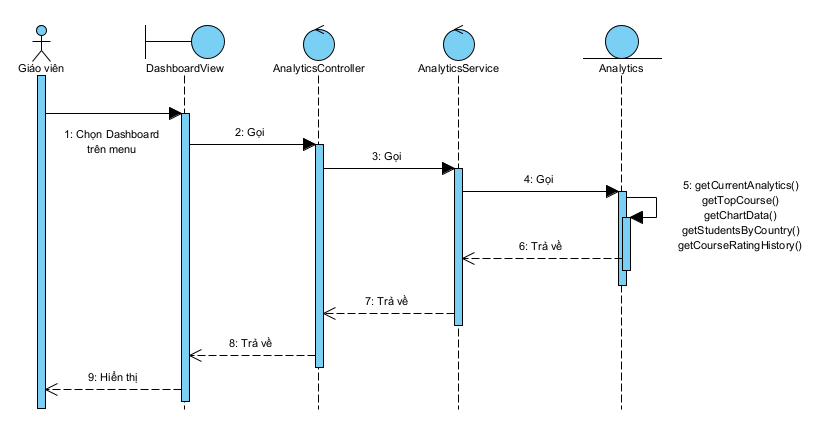 Giáo viên
DashboardView
AnalyticsController
AnalyticsService
Analytics
1: Chọn Dashboard
trên menu
2: Gọi
3: Gọi
4: Gọi
5: getCurrentAnalytics()
getTopCourse()
getChartData()
getStudentsByCountry()
getCourseRatingHistory()
6: Trả về
7: Trả về
8: Trả về
9: Hiển thị